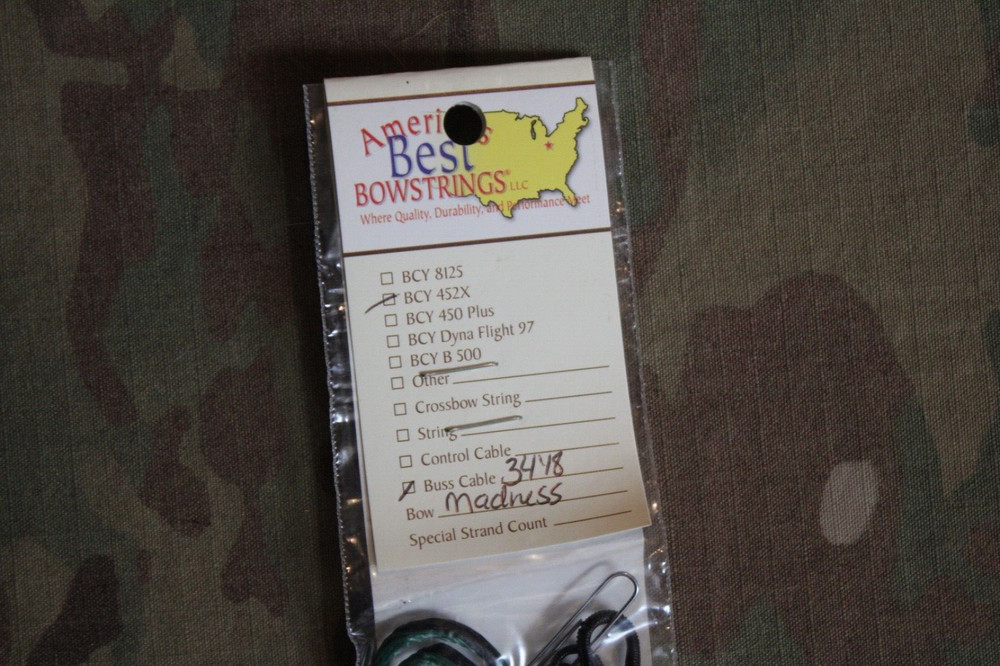 America's
Best
BOWSTRINGS® LLC
Where Quality, Durability, and Performance Meet
BCY 8125
BCY 452X
BCY 450 Plus
BCY Dyna Flight 97
BCY B 500
Other
Crossbow String
String
Control Cable
Buss Cable 34 1/8
Bow Madness
Special Strand Count